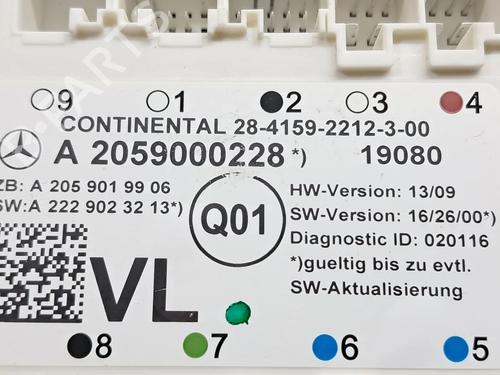 9 1 2 3 4
CONTINENTAL 28-4159-2212-3-00
A 2059000228*) 19080
ZB: A 205 901 99 06
SW:A 222 902 32 13*)
HW-Version: 13/09
SW-Version: 16/26/00*)
Diagnostic ID: 020116
*)gueltig bis zu evtl.
SW-Aktualisierung
Q01
VL
8 7 6 5